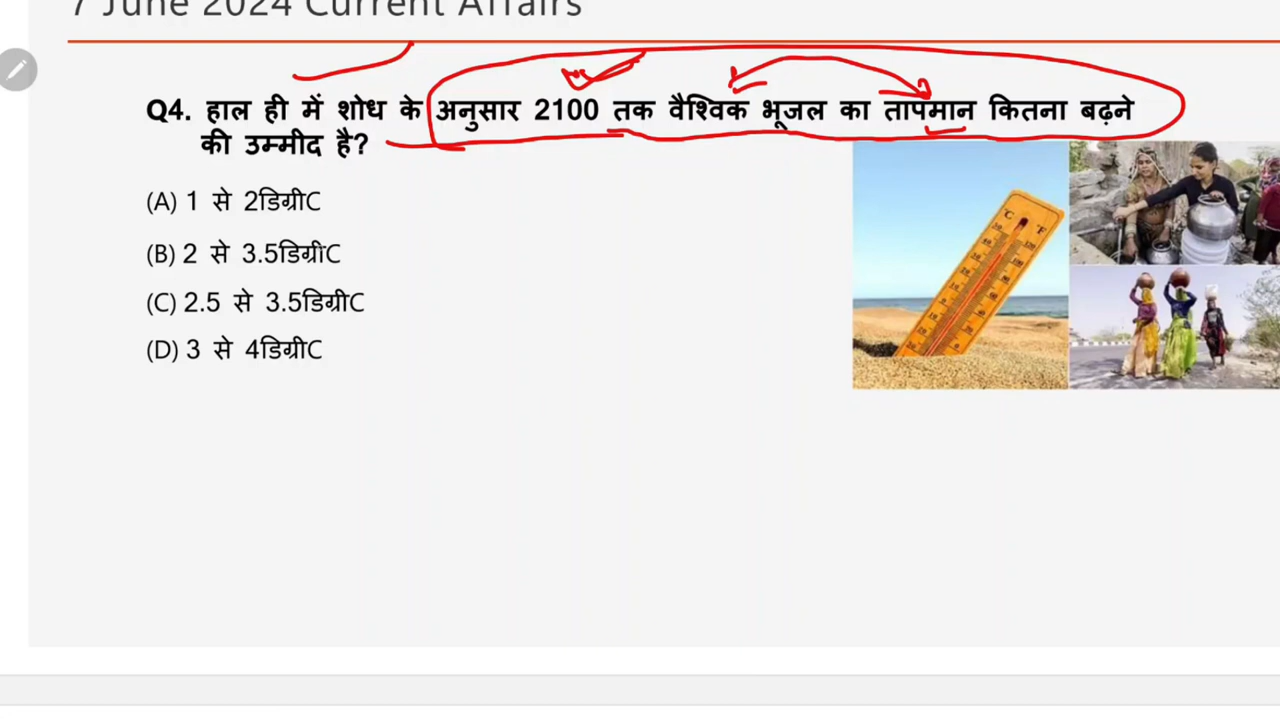 7 June 2024 Current Affairs
Q4. हाल ही में शोध के अनुसार 2100 तक वैश्विक भूजल का तापमान कितना बढ़ने
की उम्मीद है?
(A) 1 से 2डिग्रीC
(B) 2 से 3.5डिग्रीC
(C) 2.5 से 3.5डिग्रीC
(D) 3 से 4डिग्रीC
°C
°F